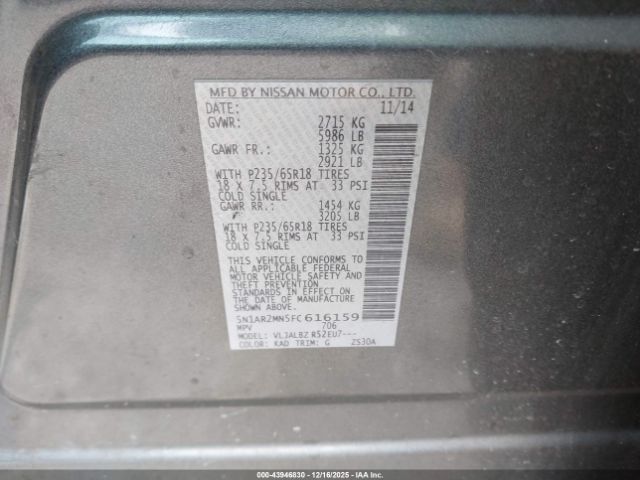 MFD BY NISSAN MOTOR CO., LTD.
DATE: 11/14
GVWR: 2715 KG
5986 LB
GAWR FR.: 1325 KG
2921 LB
WITH P235/65R18 TIRES
18 X 7.5 RIMS AT 33 PSI
COLD SINGLE
GAWR RR.: 1454 KG
3205 LB
WITH P235/65R18 TIRES
18 X 7.5 RIMS AT 33 PSI
COLD SINGLE
THIS VEHICLE CONFORMS TO
ALL APPLICABLE FEDERAL
MOTOR VEHICLE SAFETY AND
THEFT PREVENTION
STANDARDS IN EFFECT ON
THE DATE OF MANUFACTURE
SHOWN ABOVE.
5N1AR2MN5FC616159
MPV 706
MODEL: VLJALBZ R52EU7---
COLOR: KAD TRIM: G ZS30A
000-43946830 - 12/16/2025 - IAA Inc.